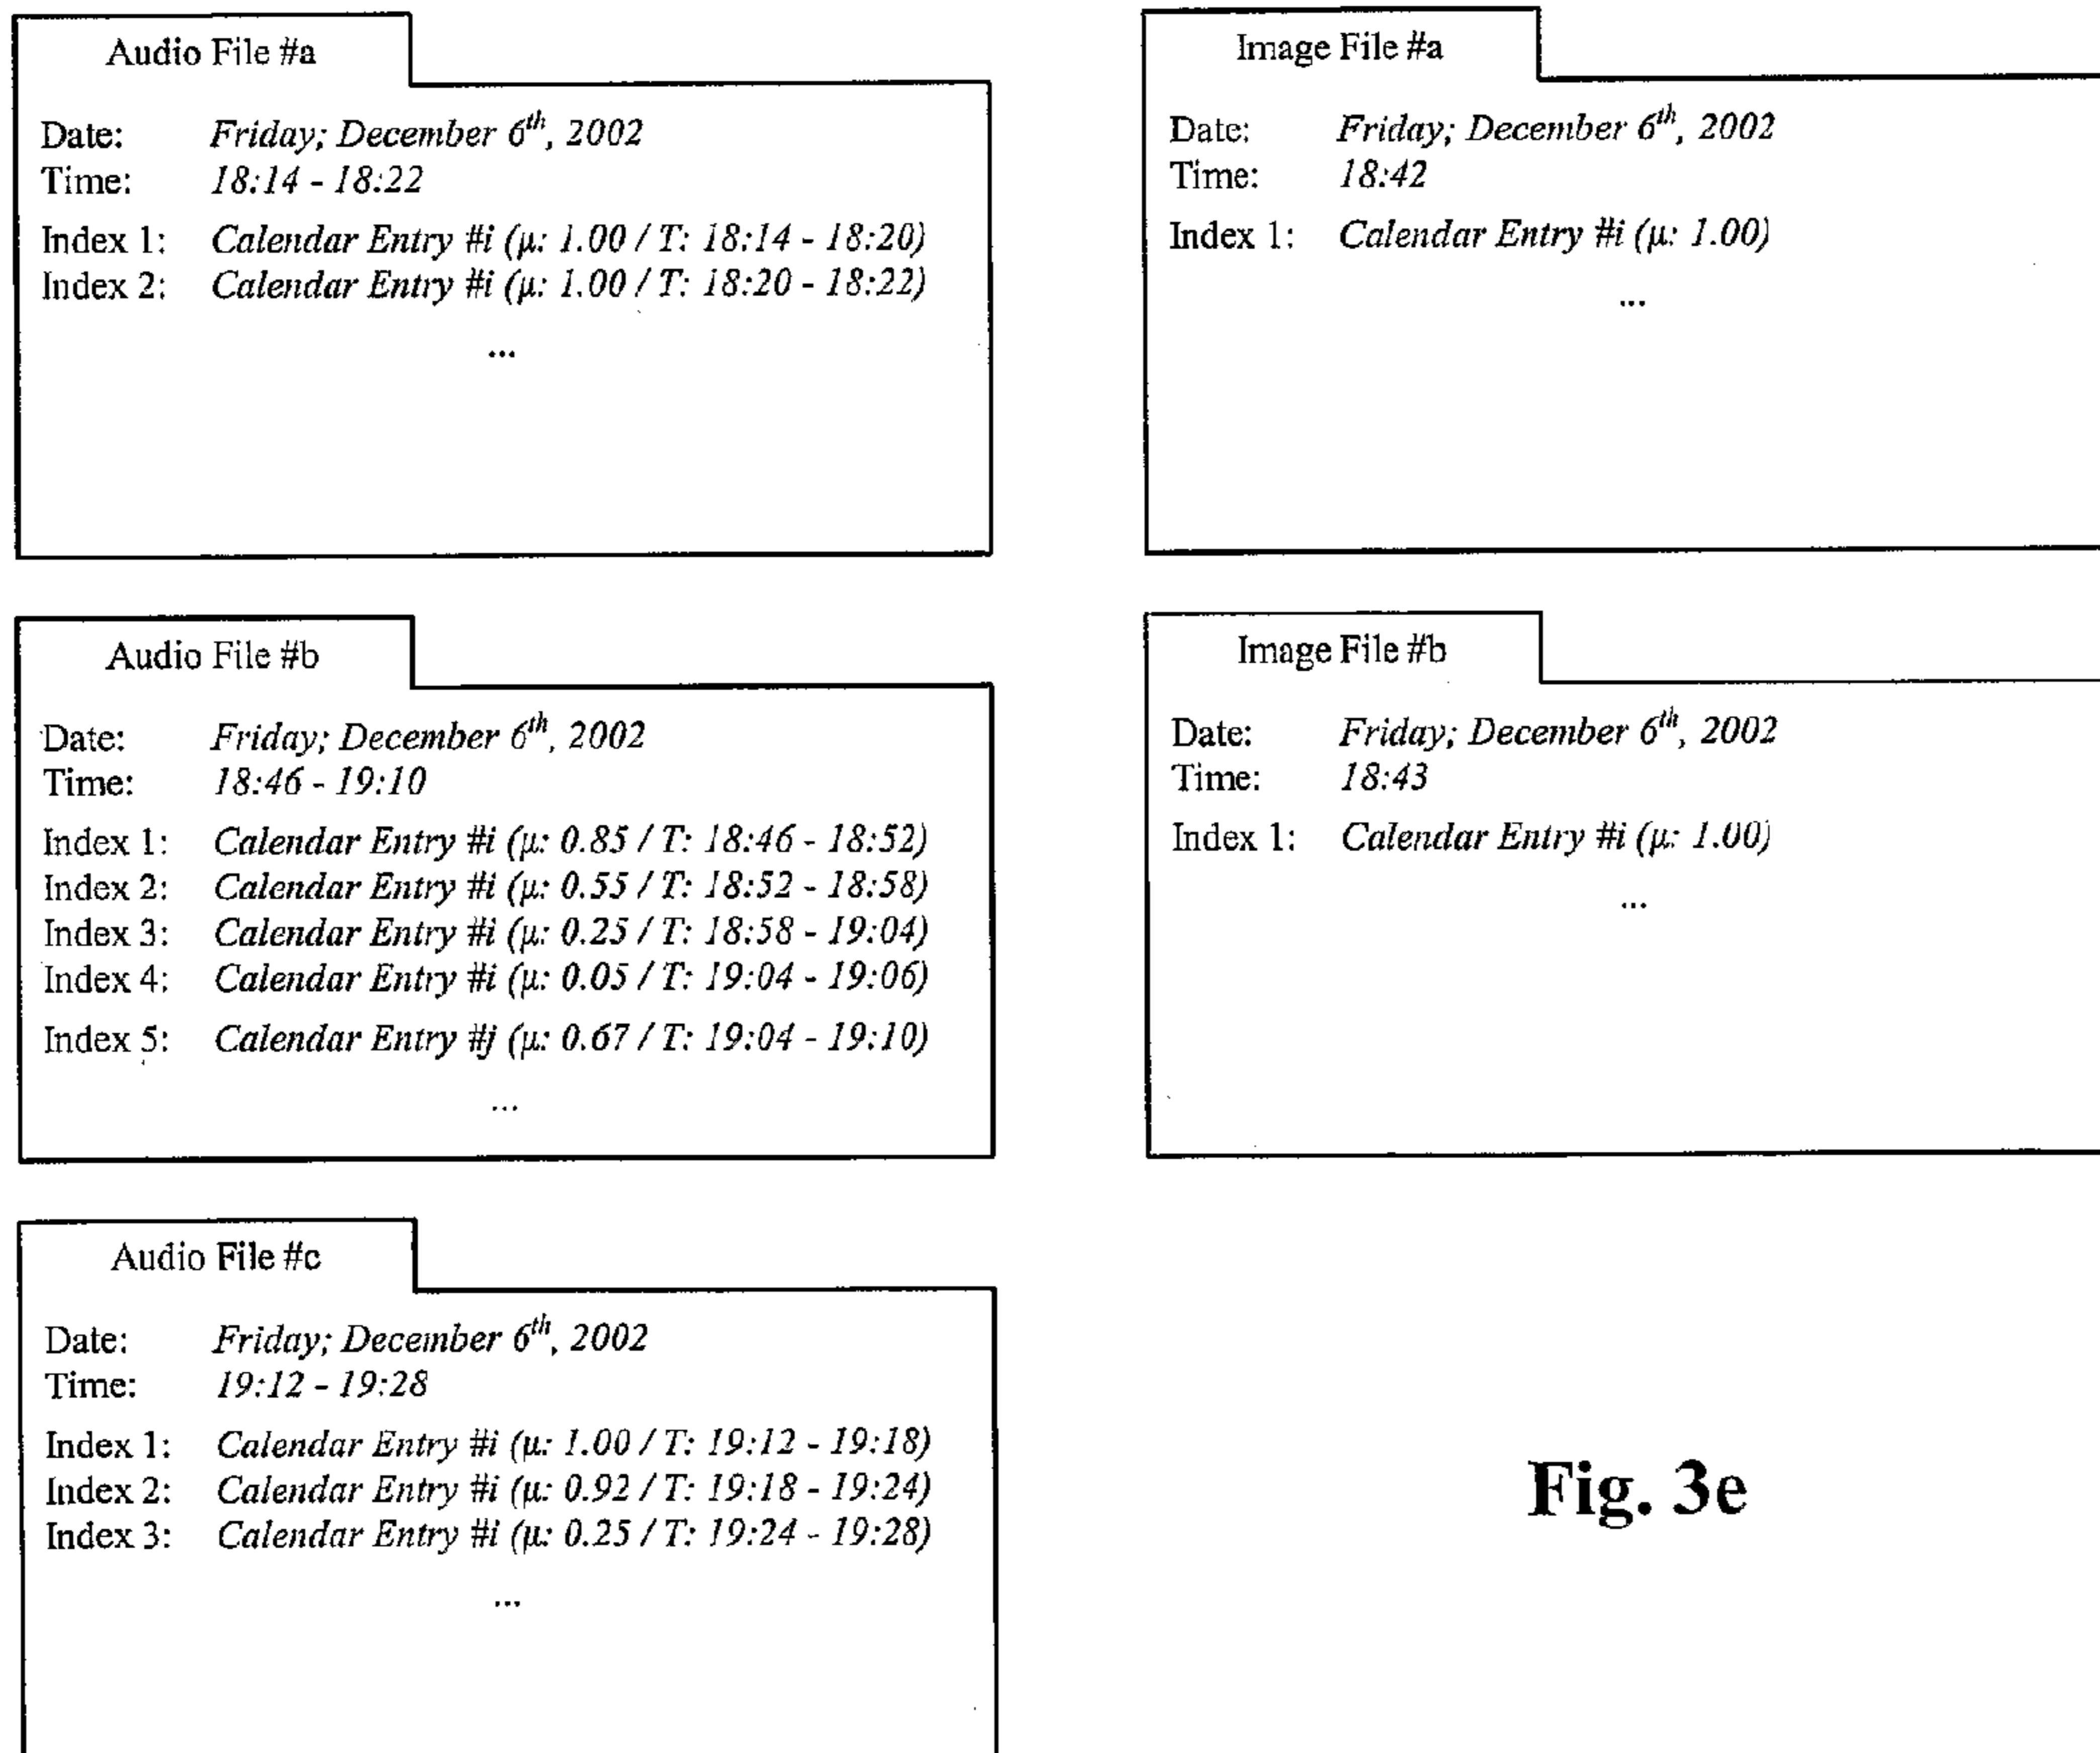 Audio File #a
Date: Friday; December 6th, 2002
Time: 18:14 - 18:22
Index 1: Calendar Entry #i (µ: 1.00 / T: 18:14 - 18:20)
Index 2: Calendar Entry #i (µ: 1.00 / T: 18:20 - 18:22)
...
Image File #a
Date: Friday; December 6th, 2002
Time: 18:42
Index 1: Calendar Entry #i (µ: 1.00)
...
Audio File #b
Date: Friday; December 6th, 2002
Time: 18:46 - 19:10
Index 1: Calendar Entry #i (µ: 0.85 / T: 18:46 - 18:52)
Index 2: Calendar Entry #i (µ: 0.55 / T: 18:52 - 18:58)
Index 3: Calendar Entry #i (µ: 0.25 / T: 18:58 - 19:04)
Index 4: Calendar Entry #i (µ: 0.05 / T: 19:04 - 19:06)
Index 5: Calendar Entry #j (µ: 0.67 / T: 19:04 - 19:10)
...
Image File #b
Date: Friday; December 6th, 2002
Time: 18:43
Index 1: Calendar Entry #i (µ: 1.00)
...
Audio File #c
Date: Friday; December 6th, 2002
Time: 19:12 - 19:28
Index 1: Calendar Entry #i (µ: 1.00 / T: 19:12 - 19:18)
Index 2: Calendar Entry #i (µ: 0.92 / T: 19:18 - 19:24)
Index 3: Calendar Entry #i (µ: 0.25 / T: 19:24 - 19:28)
...
Fig. 3e